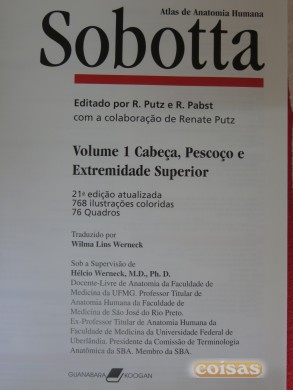 Atlas de Anatomia Humana
Sobotta
Editado por R. Putz e R. Pabst
com a colaboração de Renate Putz
Volume 1 Cabeça, Pescoço e
Extremidade Superior
21ª edição atualizada
768 ilustrações coloridas
76 Quadros
Traduzido por
Wilma Lins Werneck
Sob a Supervisão de
Hélcio Werneck, M.D., Ph. D.
Docente-Livre de Anatomia da Faculdade de
Medicina da UFMG. Professor Titular de
Anatomia Humana da Faculdade de
Medicina de São José do Rio Preto.
Ex-Professor Titular de Anatomia Humana da
Faculdade de Medicina da Universidade Federal de
Uberlândia. Presidente da Comissão de Terminologia
Anatômica da SBA. Membro da SBA.
GUANABARA KOOGAN
coisas